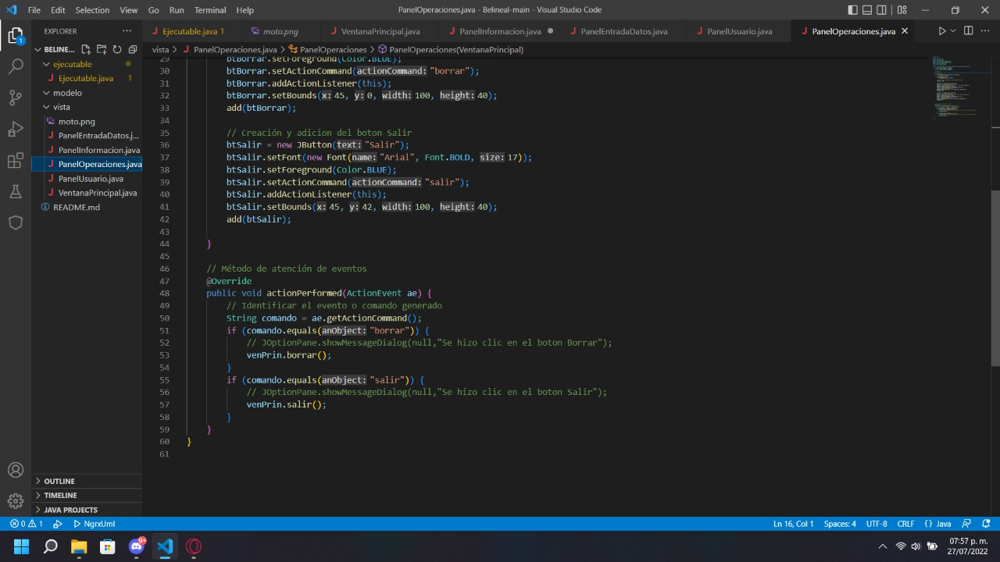 File Edit Selection View Go Run Terminal Help
PanelOperaciones.java - Belineal-main - Visual Studio Code
EXPLORER
Ejecutable.java 1
moto.png
VentanaPrincipal.java
PanelInformacion.java
PanelEntradaDatos.java
PanelUsuario.java
PanelOperaciones.java
BELINE...
vista > PanelOperaciones.java > PanelOperaciones > PanelOperaciones(VentanaPrincipal)
ejecutable
Ejecutable.java 1
modelo
vista
moto.png
PanelEntradaDatos.j...
PanelInformacion.java
PanelOperaciones.java
PanelUsuario.java
VentanaPrincipal.java
README.md
29 btBorrar.setForeground(Color.BLUE);
30 btBorrar.setActionCommand(actionCommand: "borrar");
31 btBorrar.addActionListener(this);
32 btBorrar.setBounds(x: 45, y: 0, width: 100, height: 40);
33 add(btBorrar);
34
35 // Creación y adicion del boton Salir
36 btSalir = new JButton(text: "Salir");
37 btSalir.setFont(new Font(name: "Arial", Font.BOLD, size: 17));
38 btSalir.setForeground(Color.BLUE);
39 btSalir.setActionCommand(actionCommand: "salir");
40 btSalir.addActionListener(this);
41 btSalir.setBounds(x: 45, y: 42, width: 100, height: 40);
42 add(btSalir);
43
44 }
45
46 // Método de atención de eventos
47 @Override
48 public void actionPerformed(ActionEvent ae) {
49 // Identificar el evento o comando generado
50 String comando = ae.getActionCommand();
51 if (comando.equals(anObject: "borrar")) {
52 // JOptionPane.showMessageDialog(null,"Se hizo clic en el boton Borrar");
53 venPrin.borrar();
54 }
55 if (comando.equals(anObject: "salir")) {
56 // JOptionPane.showMessageDialog(null,"Se hizo clic en el boton Salir");
57 venPrin.salir();
58 }
59 }
60 }
61
OUTLINE
TIMELINE
JAVA PROJECTS
0 1 NgrxUml
Ln 16, Col 1 Spaces: 4 UTF-8 CRLF {} Java
07:57 p. m.
27/07/2022